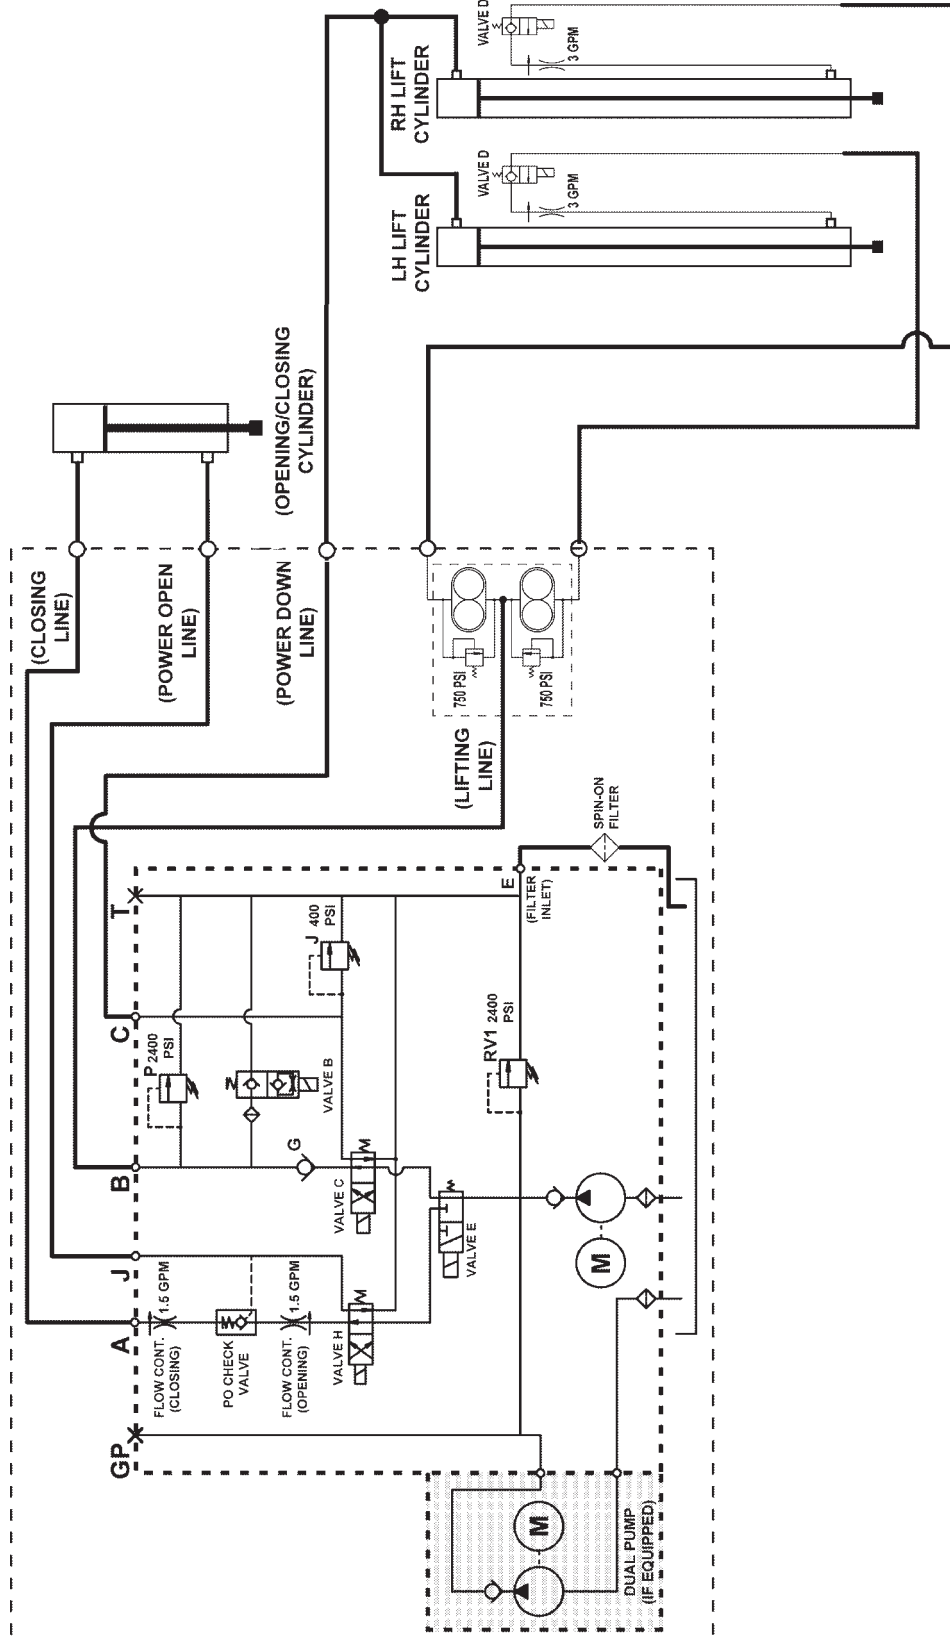 VALVE D
3 GPM
RH LIFT
CYLINDER
VALVE D
3 GPM
LH LIFT
CYLINDER
(OPENING/CLOSING
CYLINDER)
(CLOSING
LINE)
(POWER OPEN
LINE)
(POWER DOWN
LINE)
750 PSI
750 PSI
(LIFTING
LINE)
SPIN-ON
FILTER
T
E
(FILTER
INLET)
J 400
PSI
C
P 2400
PSI
RV1 2400
PSI
VALVE B
B
G
VALVE C
VALVE E
J
1.5 GPM
1.5 GPM
A
FLOW CONT.
(CLOSING)
PO CHECK
VALVE
FLOW CONT.
(OPENING)
VALVE H
M
GP
M
DUAL PUMP
(IF EQUIPPED)